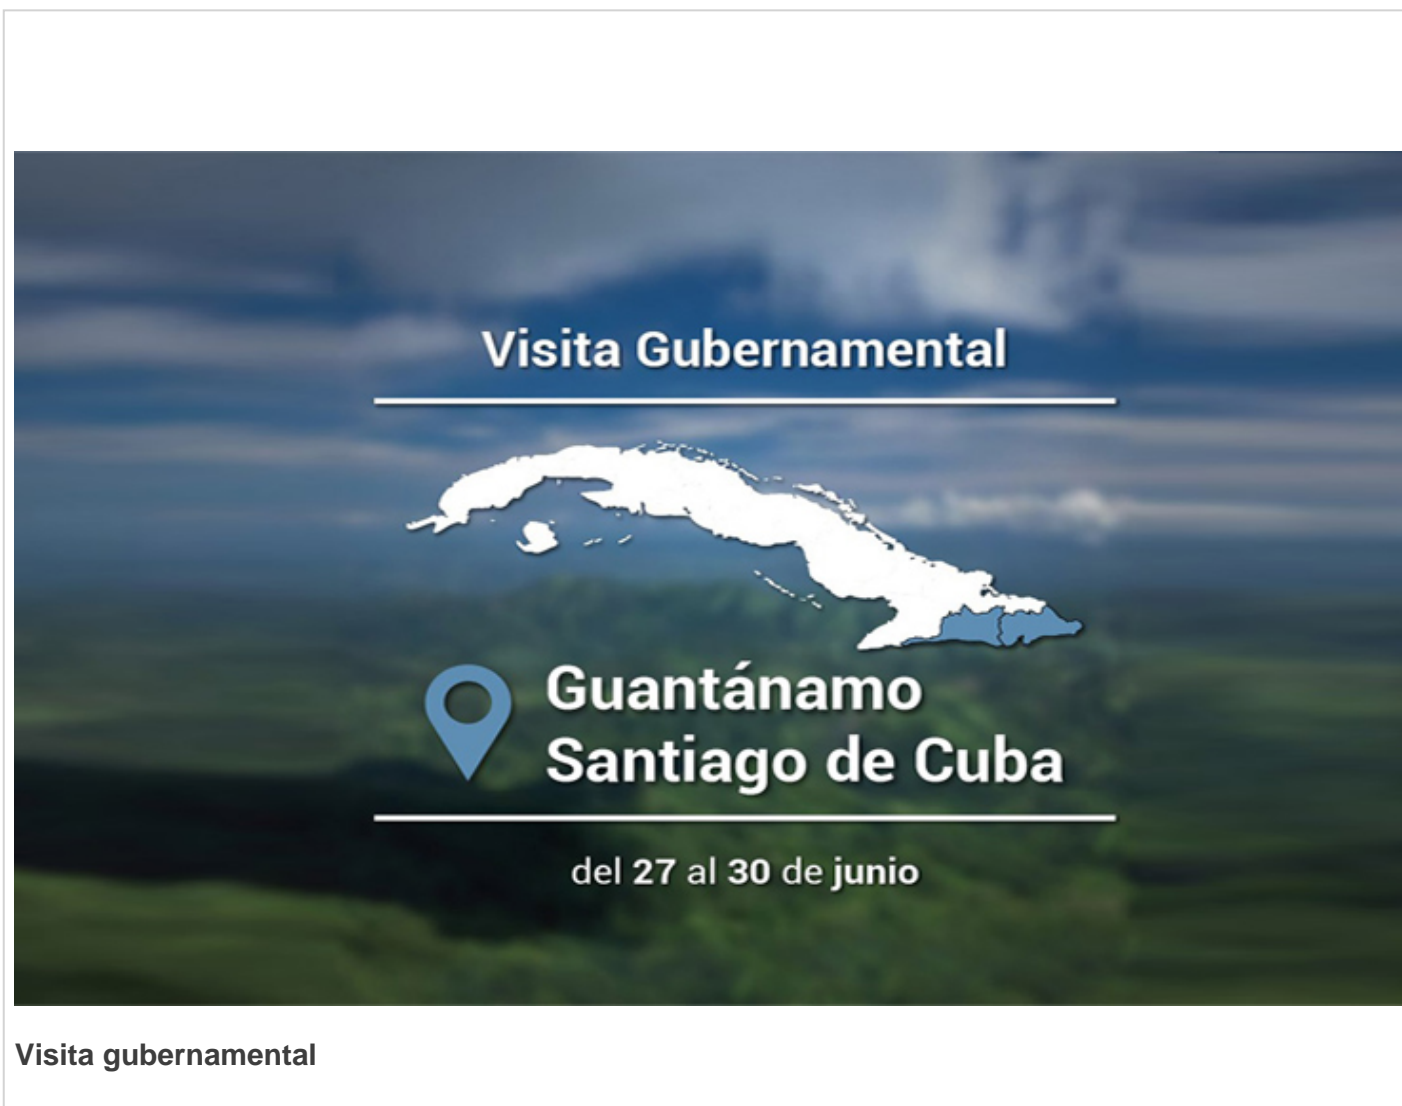 Visita Gubernamental
Guantánamo
Santiago de Cuba
del 27 al 30 de junio
Visita gubernamental